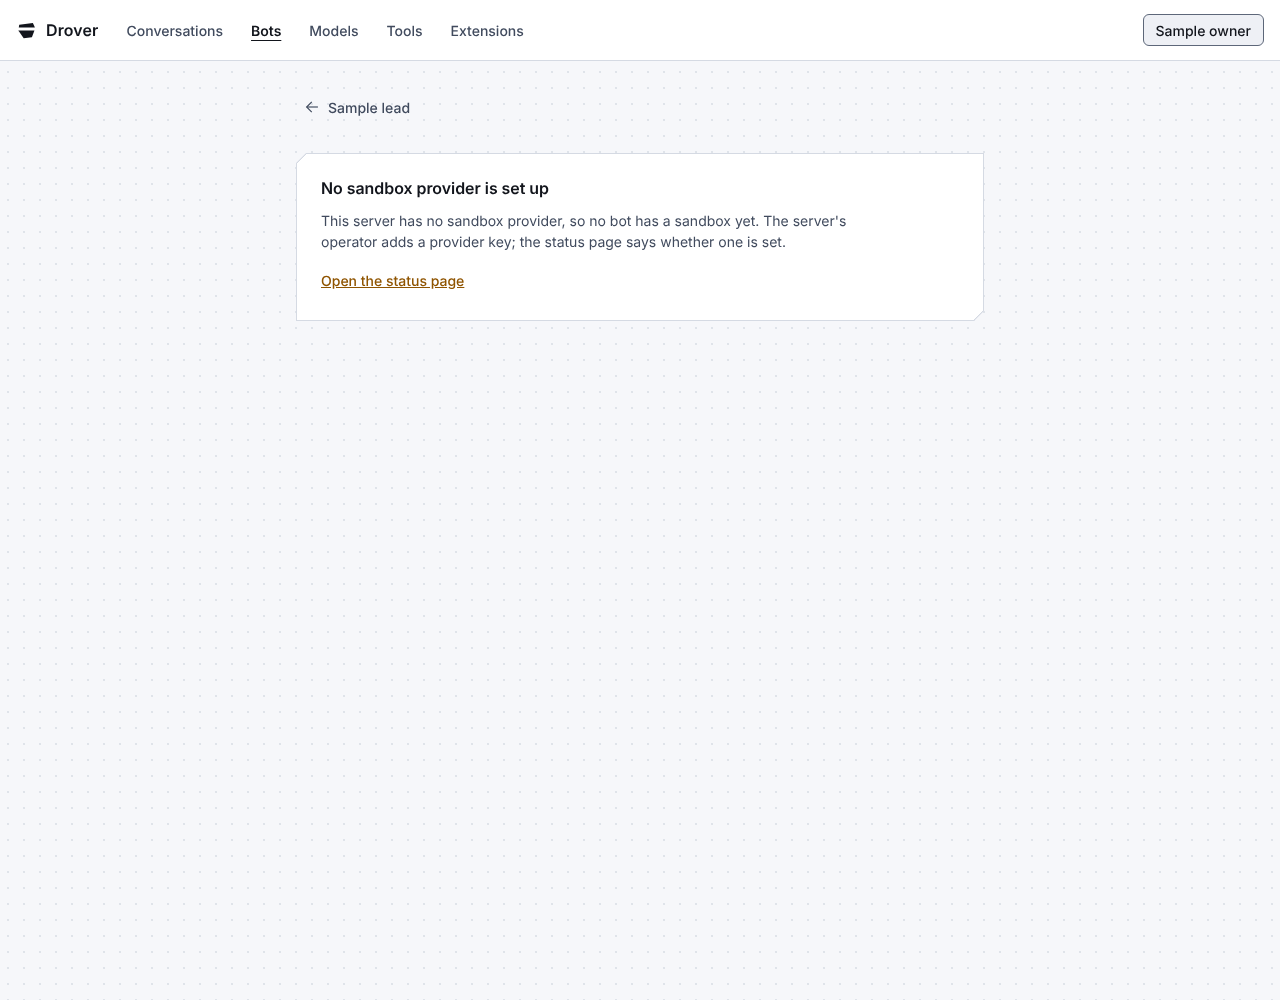 Drover
Conversations
Bots
Models
Tools
Extensions
Sample owner
Sample lead
No sandbox provider is set up
This server has no sandbox provider, so no bot has a sandbox yet. The server's
operator adds a provider key; the status page says whether one is set.
Open the status page